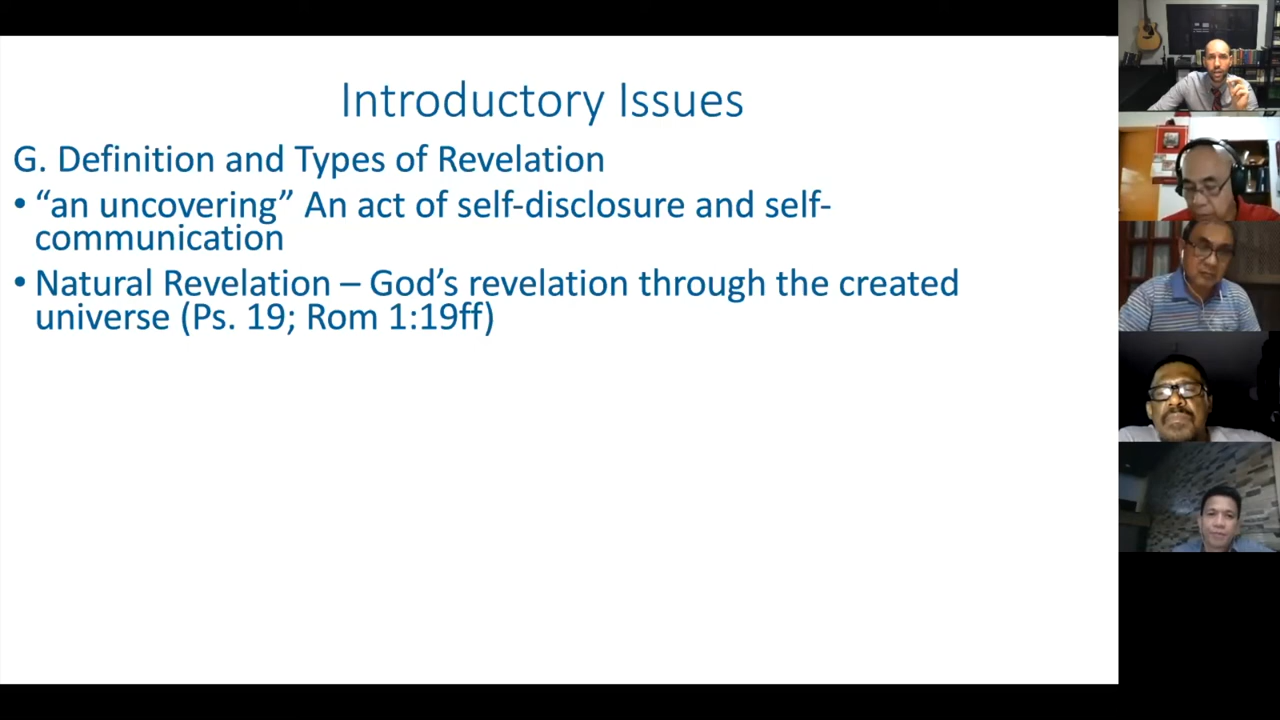 Introductory Issues
G. Definition and Types of Revelation
• “an uncovering” An act of self-disclosure and self-
communication
• Natural Revelation – God’s revelation through the created
universe (Ps. 19; Rom 1:19ff)